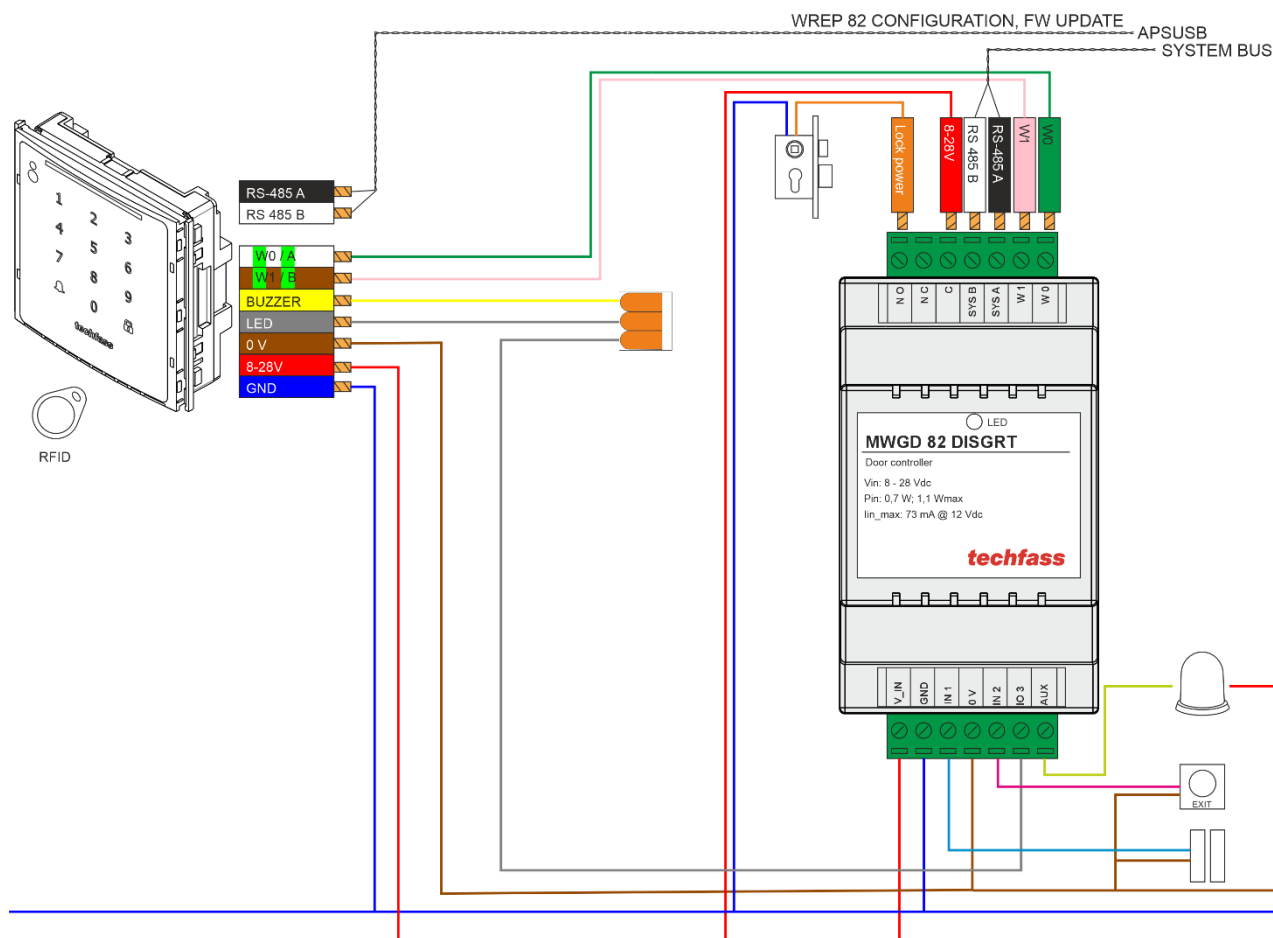 WREP 82 CONFIGURATION, FW UPDATE
APSUSB
SYSTEM BUS
1
2
3
4
5
6
7
8
9
0
techfass
RFID
RS-485 A
RS 485 B
W0 / A
W1 / B
BUZZER
LED
0 V
8-28V
GND
Lock power
8-28V
RS 485 B
RS-485 A
W1
W0
N O
N C
C
SYS B
SYS A
W 1
W 0
LED
MWGD 82 DISGRT
Door controller
Vin: 8 - 28 Vdc
Pin: 0,7 W; 1,1 Wmax
Iin_max: 73 mA @ 12 Vdc
techfass
V_IN
GND
IN 1
0 V
IN 2
IO 3
AUX
EXIT